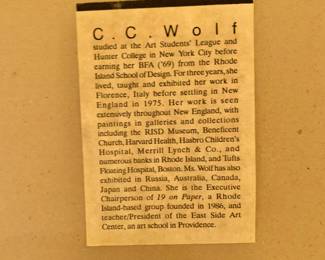 C. C. Wolf
studied at the Art Students' League and
Hunter College in New York City before
earning her BFA ('69) from the Rhode
Island School of Design. For three years, she
lived, taught and exhibited her work in
Florence, Italy before settling in New
England in 1975. Her work is seen
extensively throughout New England, with
paintings in galleries and collections
including the RISD Museum, Beneficent
Church, Harvard Health, Hasbro Children's
Hospital, Merrill Lynch & Co., and
numerous banks in Rhode Island, and Tufts
Floating Hospital, Boston. Ms. Wolf has also
exhibited in Russia, Australia, Canada,
Japan and China. She is the Executive
Chairperson of 19 on Paper, a Rhode
Island-based group founded in 1986, and
teacher/President of the East Side Art
Center, an art school in Providence.